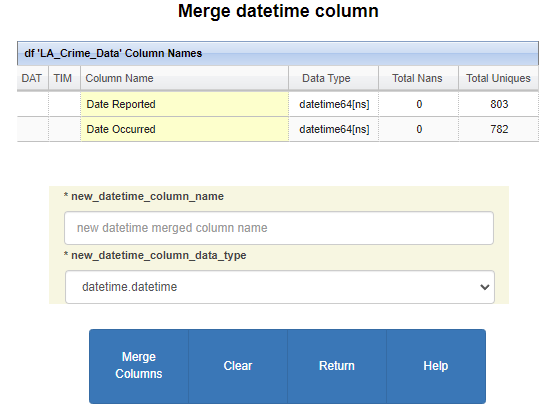 Merge datetime column
df 'LA_Crime_Data' Column Names
DAT TIM Column Name Data Type Total Nans Total Uniques
Date Reported datetime64[ns] 0 803
Date Occurred datetime64[ns] 0 782
* new_datetime_column_name
new datetime merged column name
* new_datetime_column_data_type
datetime.datetime
Merge Columns Clear Return Help